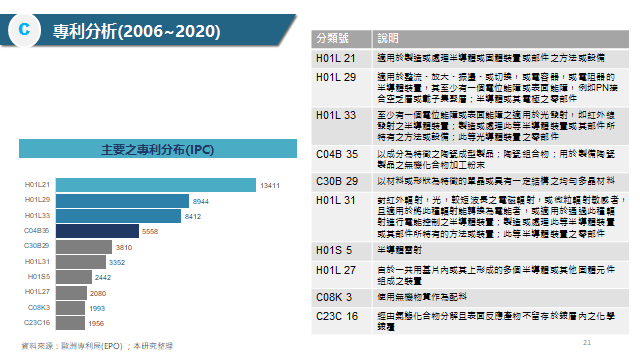 C
專利分析(2006~2020)
主要之專利分布(IPC)
H01L21
13411
H01L29
8944
H01L33
8412
C04B35
5558
C30B29
3810
H01L31
3352
H01S5
2442
H01L27
2080
C08K3
1993
C23C16
1956
資料來源：歐洲專利局(EPO) ；本研究整理
分類號
說明
H01L 21
適用於製造或處理半導體或固體裝置或部件之方法或設備
H01L 29
適用於整流、放大、振盪、或切換，或電容器，或電阻器的
半導體裝置，其至少有一個電位能障或表面能障，例如PN接
合空乏層或載子集聚層；半導體或其電極之零部件
H01L 33
至少有一個電位能障或表面能障之適用於光發射，如紅外線
發射之半導體裝置；製造或處理此等半導體裝置或其部件所
特有之方法或設備；此等光半導體裝置之零部件
C04B 35
以成分為特徵之陶瓷成型製品；陶瓷組合物；用於製備陶瓷
製品之無機化合物加工粉末
C30B 29
以材料或形狀為特徵的單晶或具有一定結構之均勻多晶材料
H01L 31
對紅外輻射，光，較短波長之電磁輻射，或微粒輻射敏感者，
且適用於將此種輻射能轉換為電能者，或適用於通過此種輻
射進行電能控制之半導體裝置；製造或處理此等半導體裝置
或其部件所特有的方法或裝置；此等半導體裝置之零部件
H01S 5
半導體雷射
H01L 27
由於一共用基片內或其上形成的多個半導體或其他固體元件
組成之裝置
C08K 3
使用無機物質作為配料
C23C 16
經由氣態化合物分解且表面反應產物不留存於鍍層內之化學
鍍覆
21